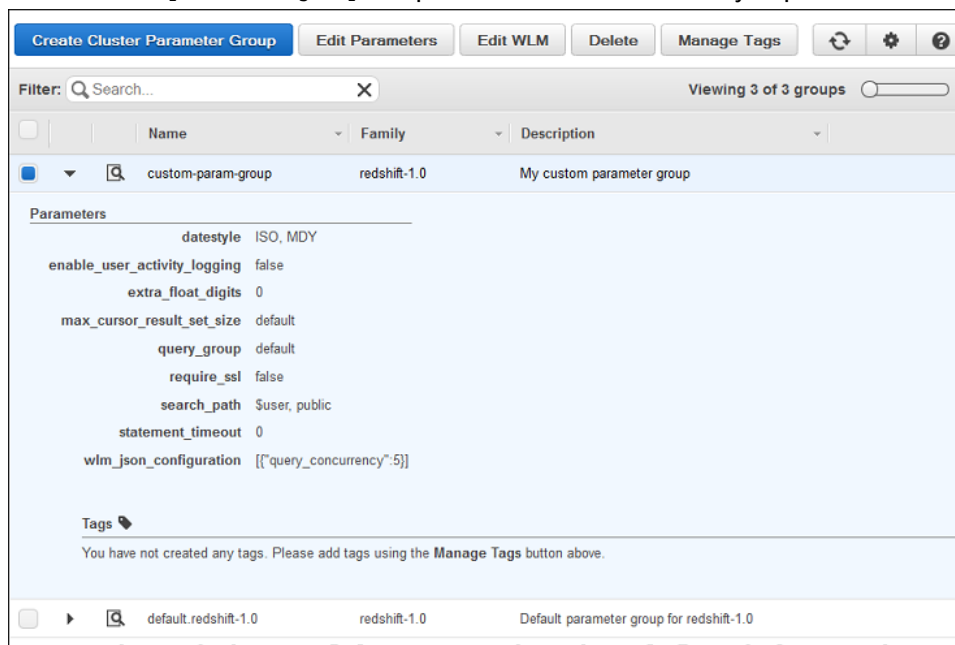 Create Cluster Parameter Group Edit Parameters Edit WLM Delete Manage Tags
Filter: Search... Viewing 3 of 3 groups
Name Family Description
custom-param-group redshift-1.0 My custom parameter group
Parameters
datestyle ISO, MDY
enable_user_activity_logging false
extra_float_digits 0
max_cursor_result_set_size default
query_group default
require_ssl false
search_path $user, public
statement_timeout 0
wlm_json_configuration [{"query_concurrency":5}]
Tags
You have not created any tags. Please add tags using the Manage Tags button above.
default.redshift-1.0 redshift-1.0 Default parameter group for redshift-1.0